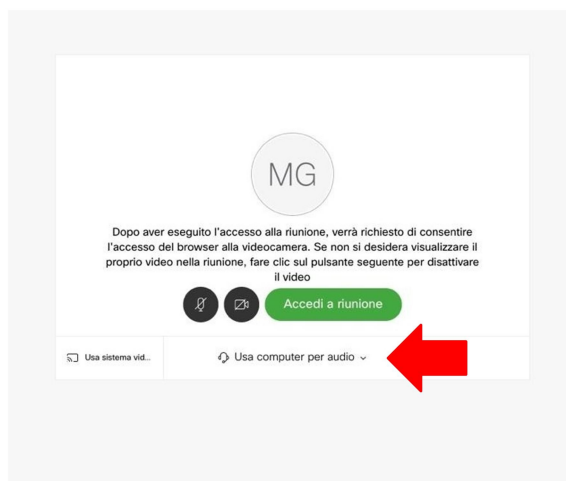 MG
Dopo aver eseguito l'accesso alla riunione, verrà richiesto di consentire
l'accesso del browser alla videocamera. Se non si desidera visualizzare il
proprio video nella riunione, fare clic sul pulsante seguente per disattivare
il video
Accedi a riunione
Usa sistema vid...
Usa computer per audio